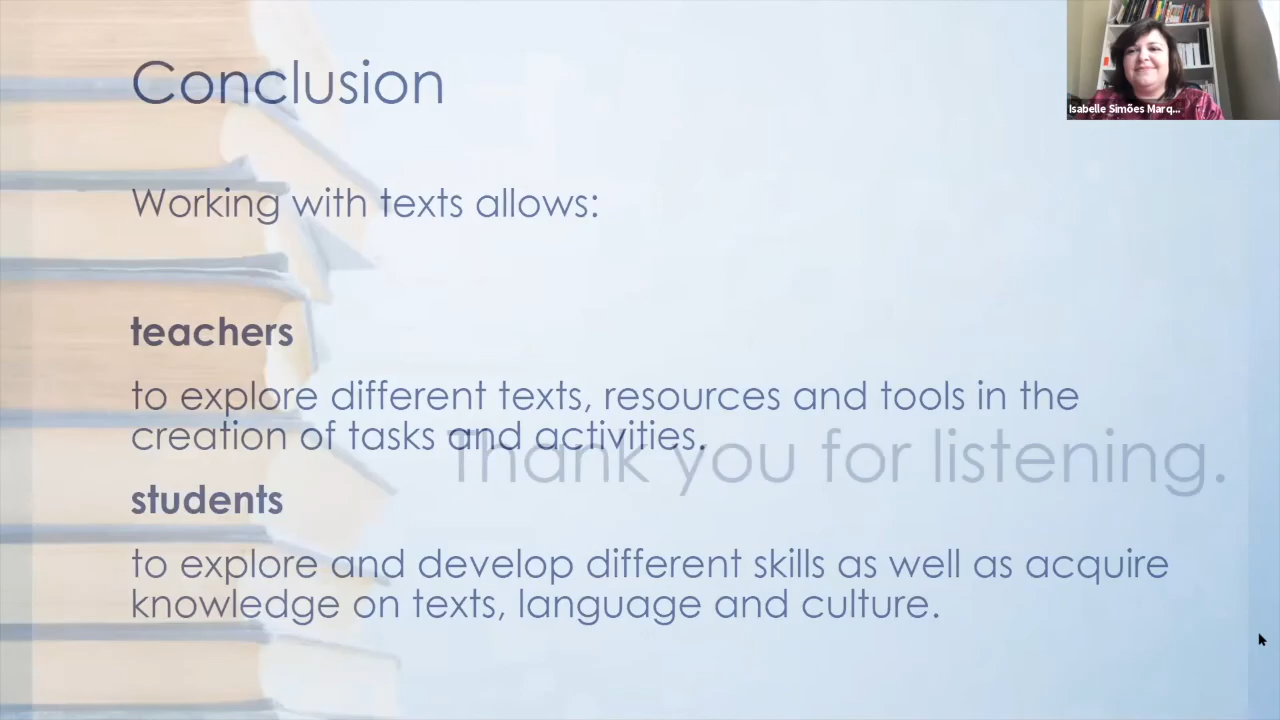 Conclusion
Isabelle Simões Marq...
Working with texts allows:
teachers
to explore different texts, resources and tools in the
creation of tasks and activities.
Thank you for listening.
students
to explore and develop different skills as well as acquire
knowledge on texts, language and culture.